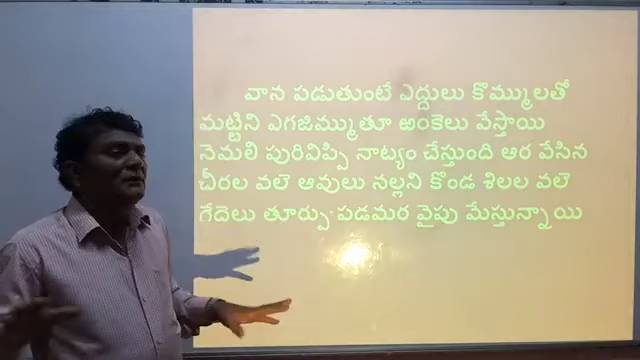 వాన పడుతుంటే ఎద్దులు కొమ్ములతో
మట్టిని ఎగజిమ్ముతూ ఱంకెలు పేస్తాయి
నెమలి పురివిప్పి నాట్యం చేస్తుంది ఆర వేసిన
చీరల వలె ఆవులు నల్లని కొండ శిలల వలె
గేదెలు తూర్పు పడమర వైపు మేస్తున్నాయి